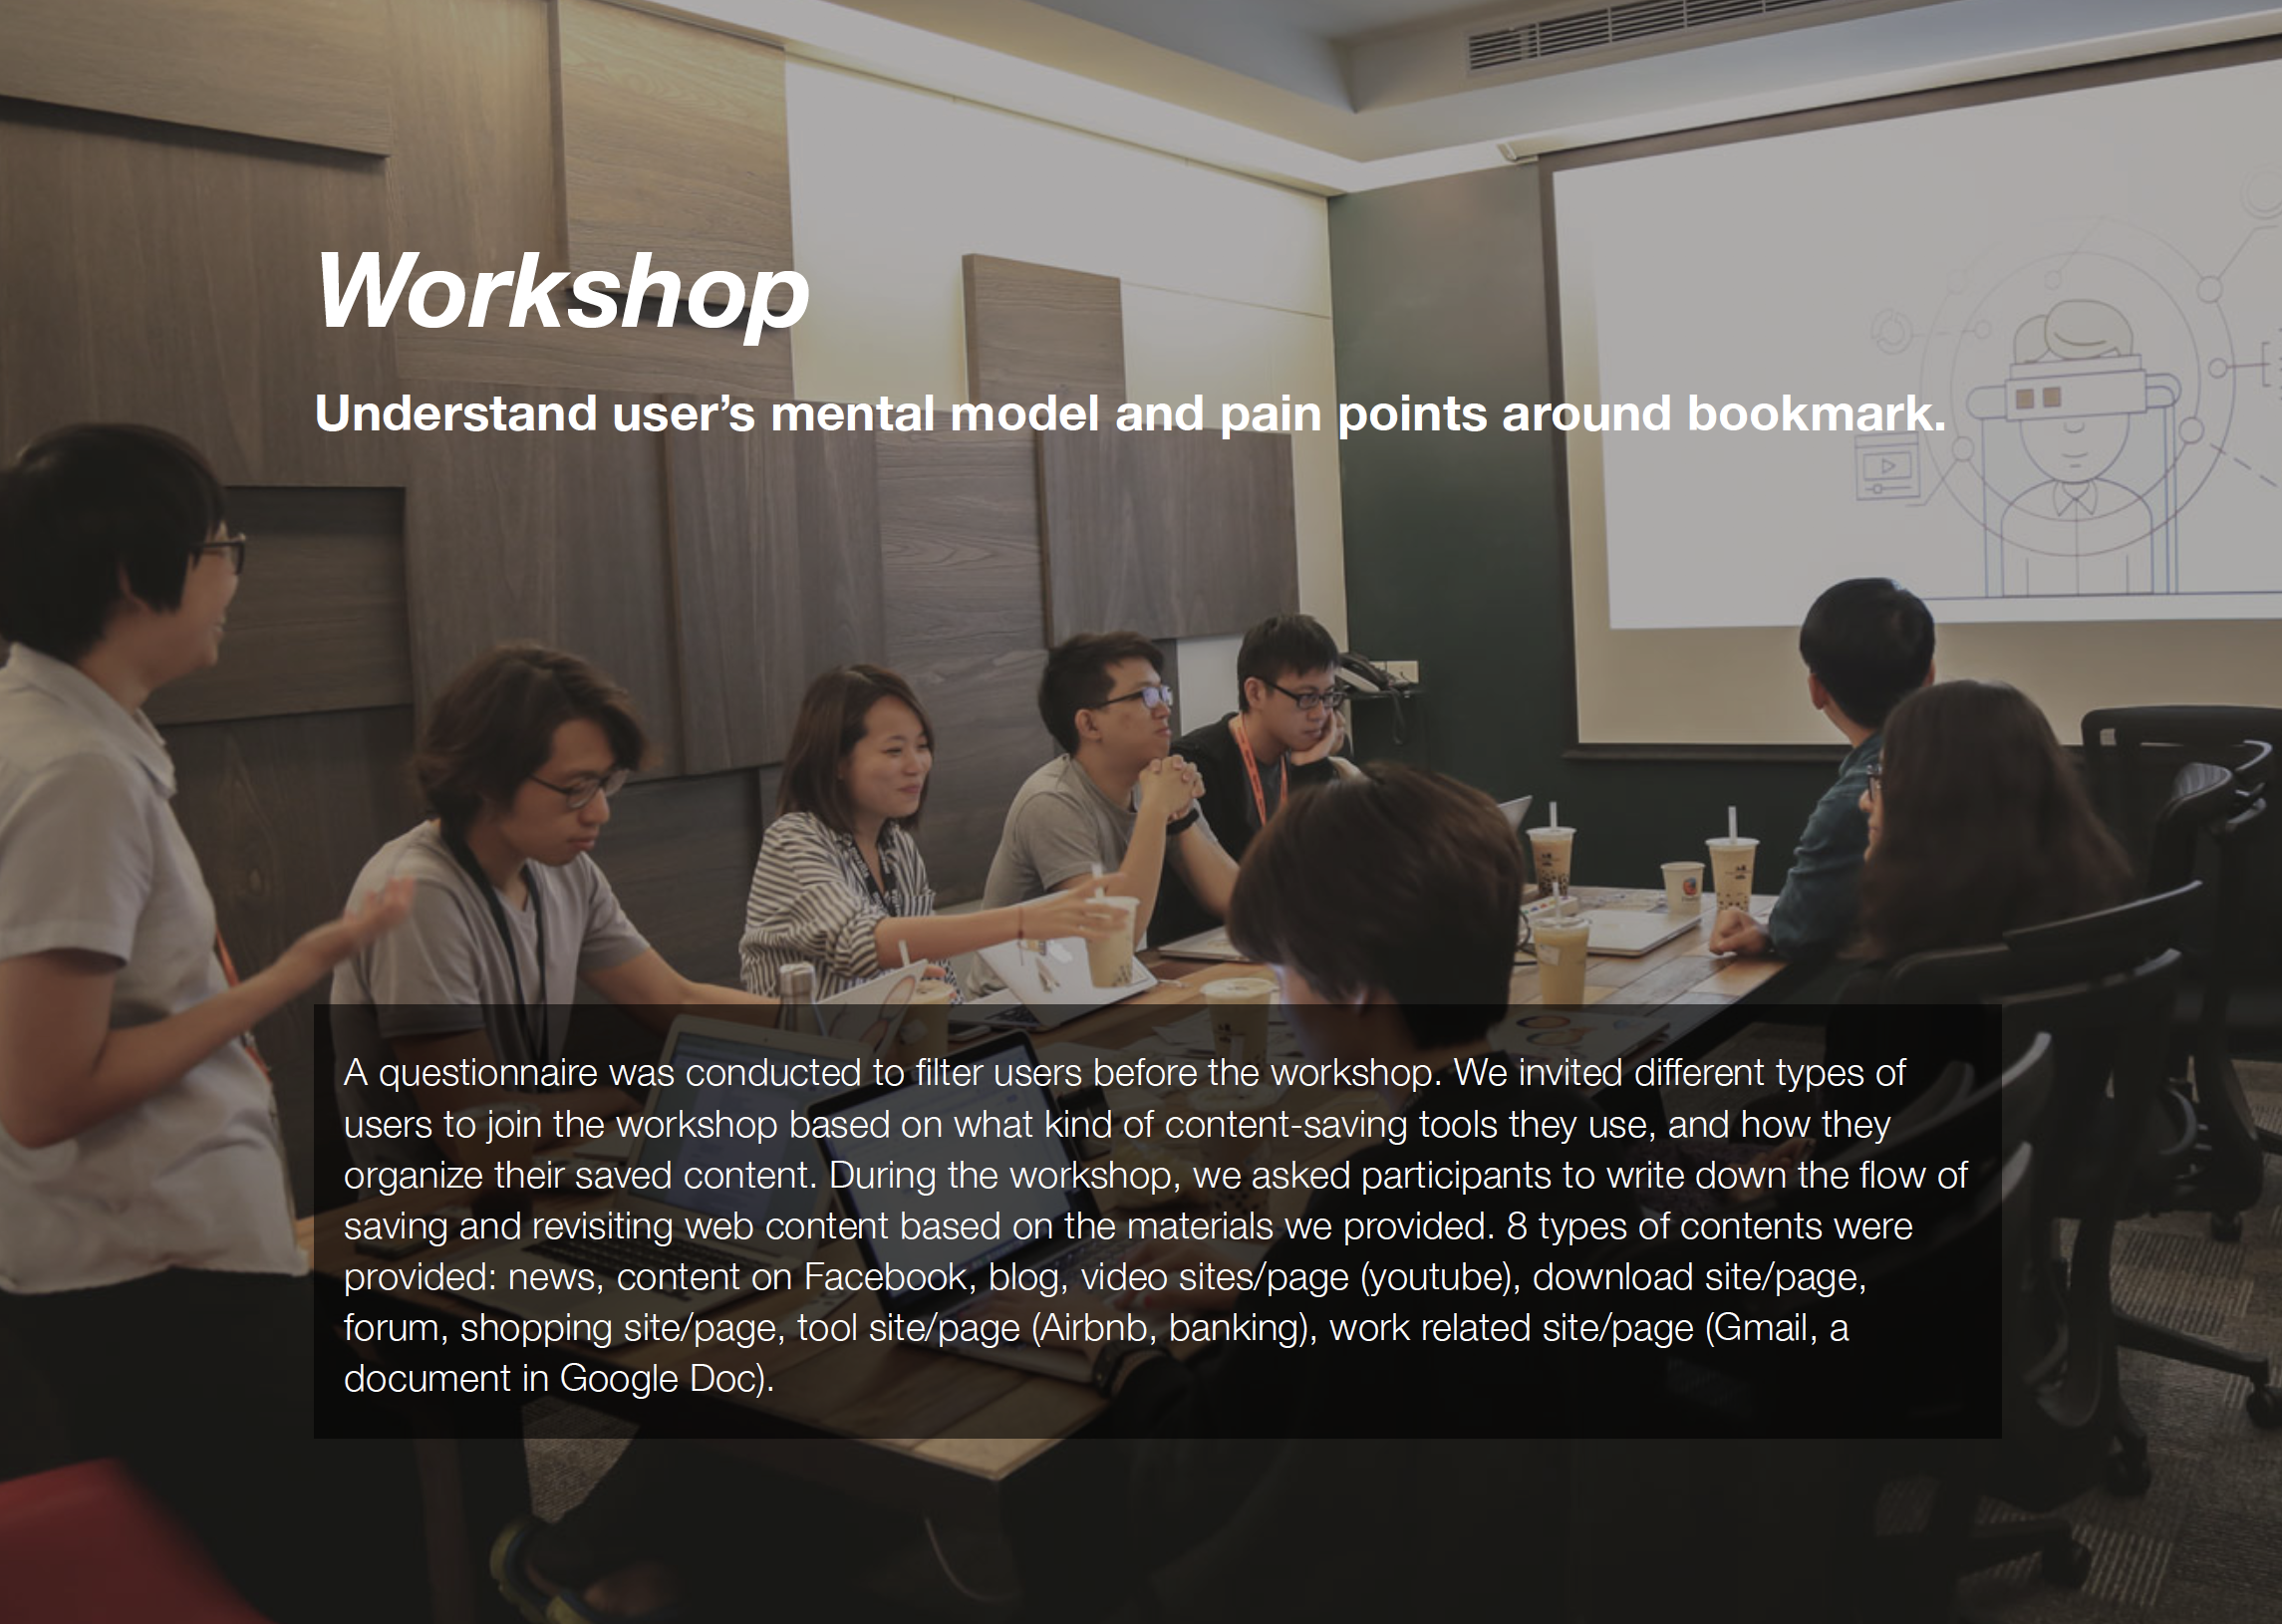 Workshop
Understand user’s mental model and pain points around bookmark.
A questionnaire was conducted to filter users before the workshop. We invited different types of
users to join the workshop based on what kind of content-saving tools they use, and how they
organize their saved content. During the workshop, we asked participants to write down the flow of
saving and revisiting web content based on the materials we provided. 8 types of contents were
provided: news, content on Facebook, blog, video sites/page (youtube), download site/page,
forum, shopping site/page, tool site/page (Airbnb, banking), work related site/page (Gmail, a
document in Google Doc).